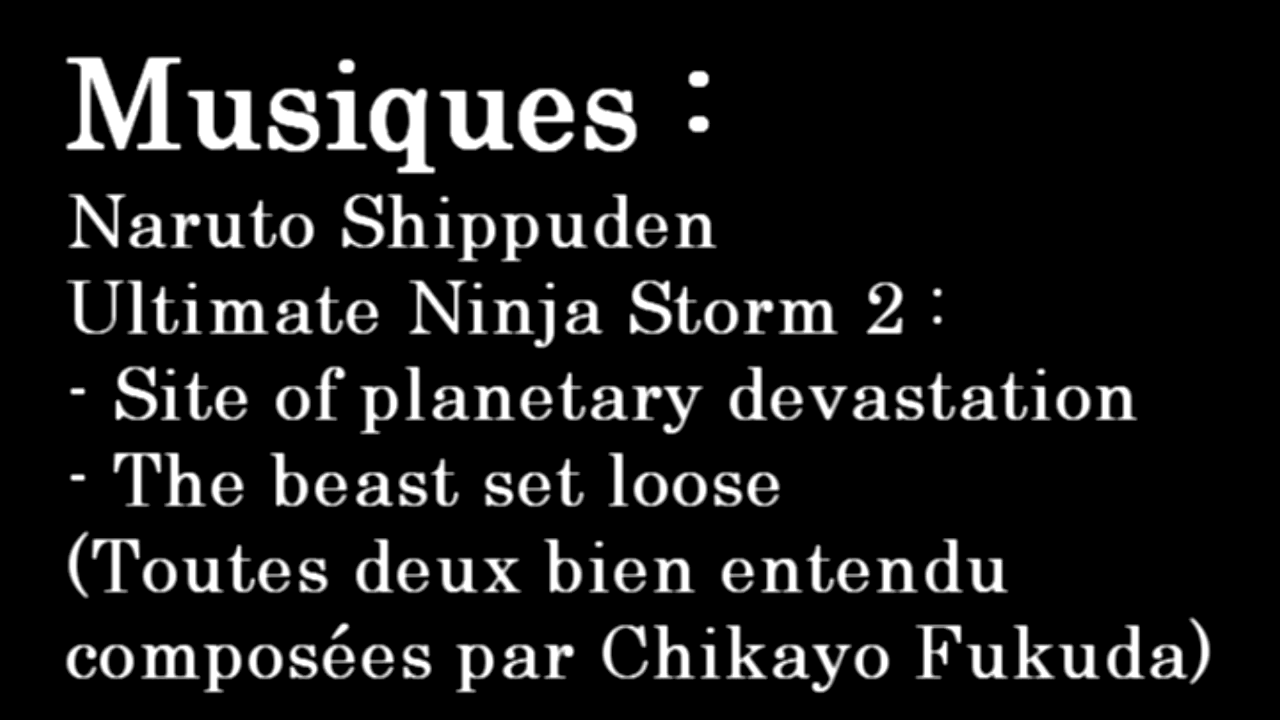 Musiques :
Naruto Shippuden
Ultimate Ninja Storm 2 :
- Site of planetary devastation
- The beast set loose
(Toutes deux bien entendu
composées par Chikayo Fukuda)